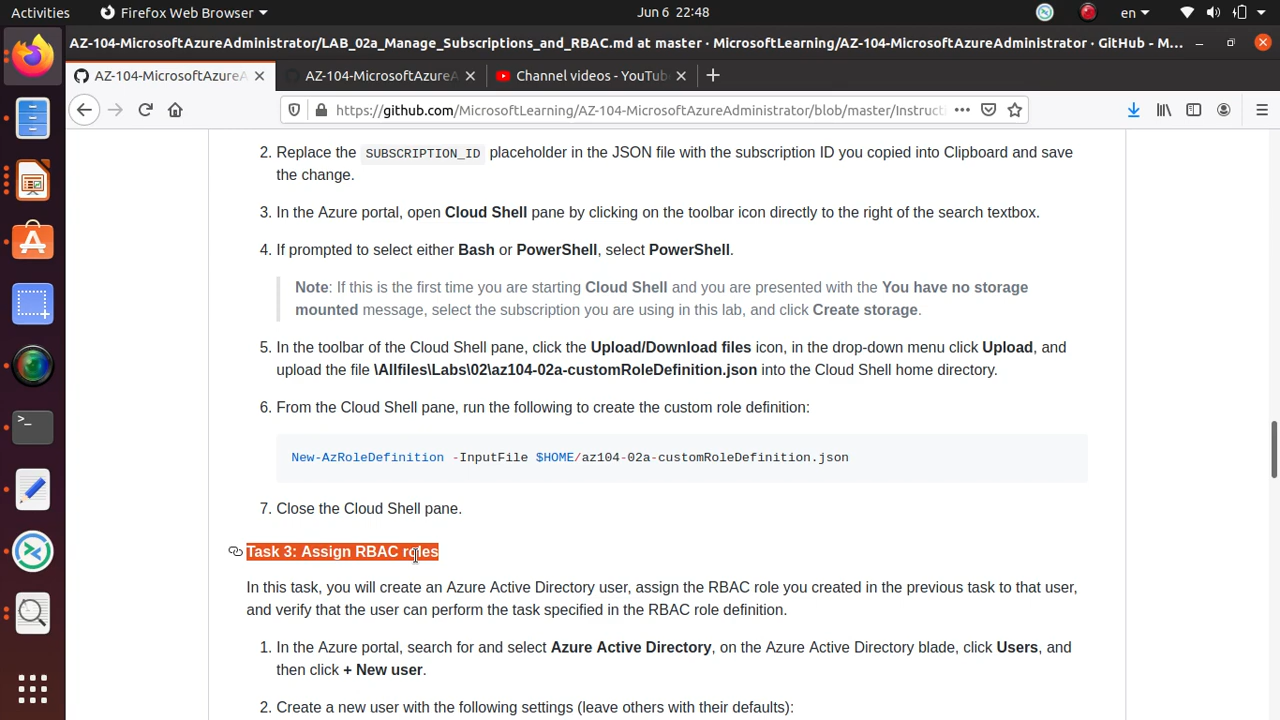 Activities
Firefox Web Browser
Jun 6 22:48
en
AZ-104-MicrosoftAzureAdministrator/LAB_02a_Manage_Subscriptions_and_RBAC.md at master · MicrosoftLearning/AZ-104-MicrosoftAzureAdministrator · GitHub - M...
AZ-104-MicrosoftAzureA
AZ-104-MicrosoftAzureA
Channel videos - YouTub
https://github.com/MicrosoftLearning/AZ-104-MicrosoftAzureAdministrator/blob/master/Instructi
2. Replace the SUBSCRIPTION_ID placeholder in the JSON file with the subscription ID you copied into Clipboard and save
the change.
3. In the Azure portal, open Cloud Shell pane by clicking on the toolbar icon directly to the right of the search textbox.
4. If prompted to select either Bash or PowerShell, select PowerShell.
Note: If this is the first time you are starting Cloud Shell and you are presented with the You have no storage
mounted message, select the subscription you are using in this lab, and click Create storage.
5. In the toolbar of the Cloud Shell pane, click the Upload/Download files icon, in the drop-down menu click Upload, and
upload the file \Allfiles\Labs\02\az104-02a-customRoleDefinition.json into the Cloud Shell home directory.
6. From the Cloud Shell pane, run the following to create the custom role definition:
New-AzRoleDefinition -InputFile $HOME/az104-02a-customRoleDefinition.json
7. Close the Cloud Shell pane.
Task 3: Assign RBAC roles
In this task, you will create an Azure Active Directory user, assign the RBAC role you created in the previous task to that user,
and verify that the user can perform the task specified in the RBAC role definition.
1. In the Azure portal, search for and select Azure Active Directory, on the Azure Active Directory blade, click Users, and
then click + New user.
2. Create a new user with the following settings (leave others with their defaults):